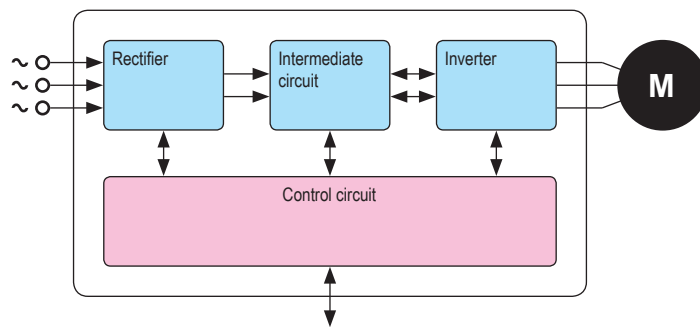 Rectifier
Intermediate
circuit
Inverter
~
~
~
M
Control circuit